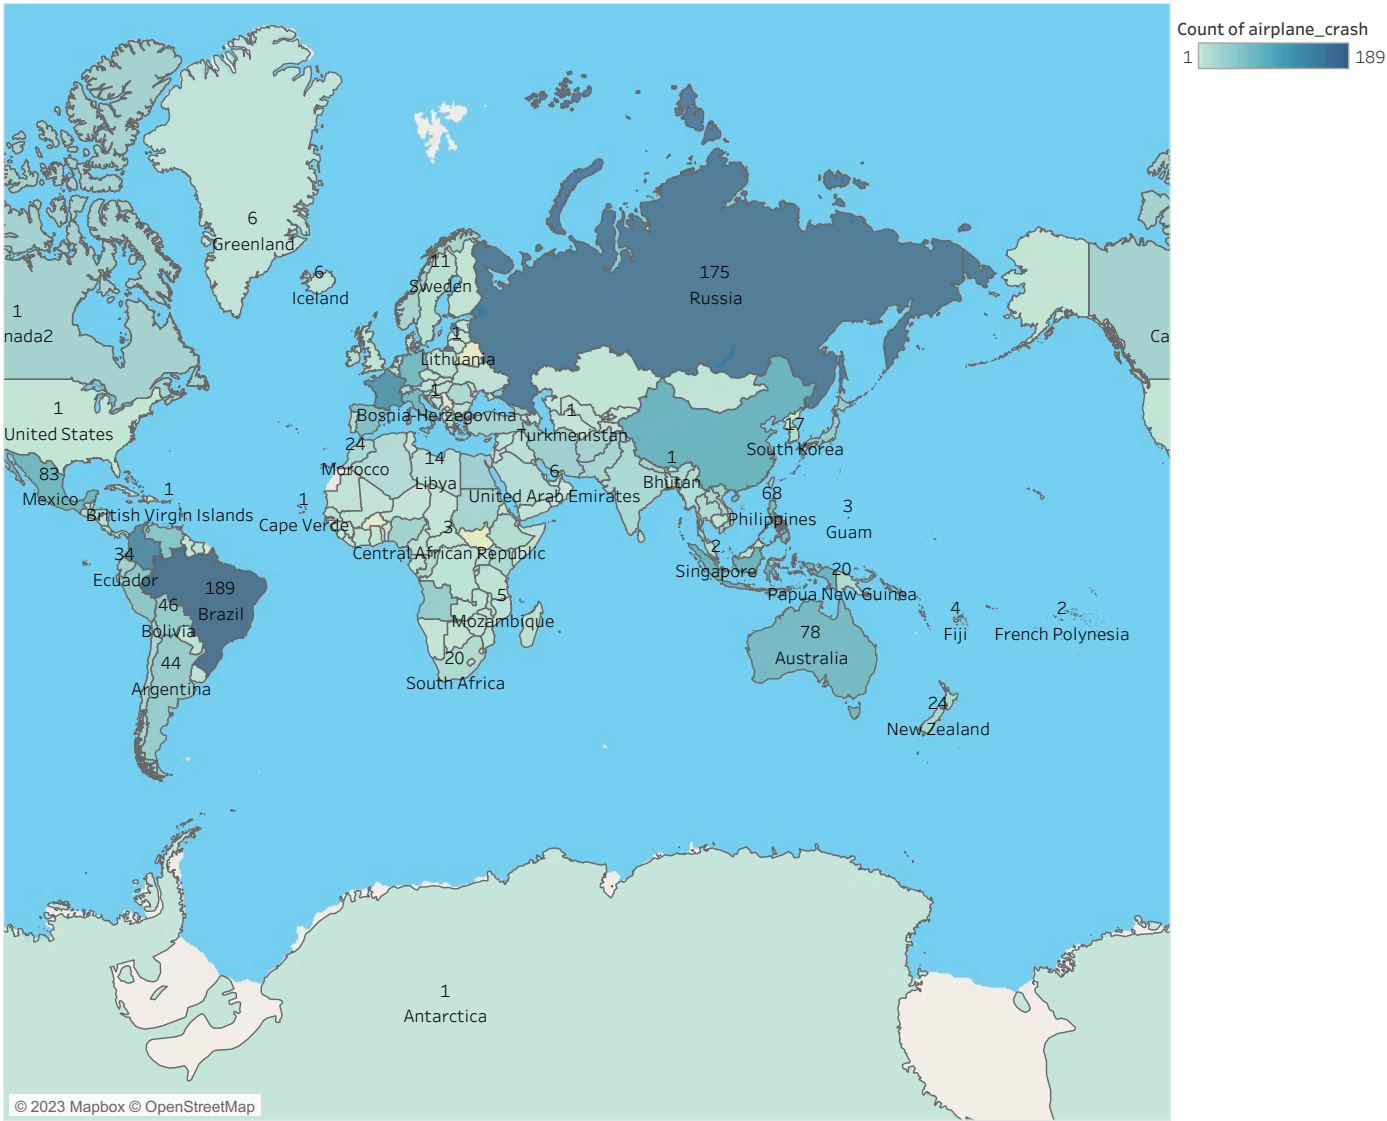 Count of airplane_crash
1
189
6
Greenland
6
Iceland
11
Sweden
175
Russia
1
nada2
Ca
1
Lithuania
1
United States
1
Bosnia-Herzegovina
1
Turkmenistan
17
South Korea
24
Morocco
14
Libya
1
Bhutan
83
Mexico
6
United Arab Emirates
1
British Virgin Islands
1
Cape Verde
68
Philippines
3
Guam
3
Central African Republic
34
Ecuador
2
Singapore
20
Papua New Guinea
189
Brazil
46
Bolivia
5
Mozambique
4
Fiji
2
French Polynesia
78
Australia
44
Argentina
20
South Africa
24
New Zealand
1
Antarctica
© 2023 Mapbox © OpenStreetMap